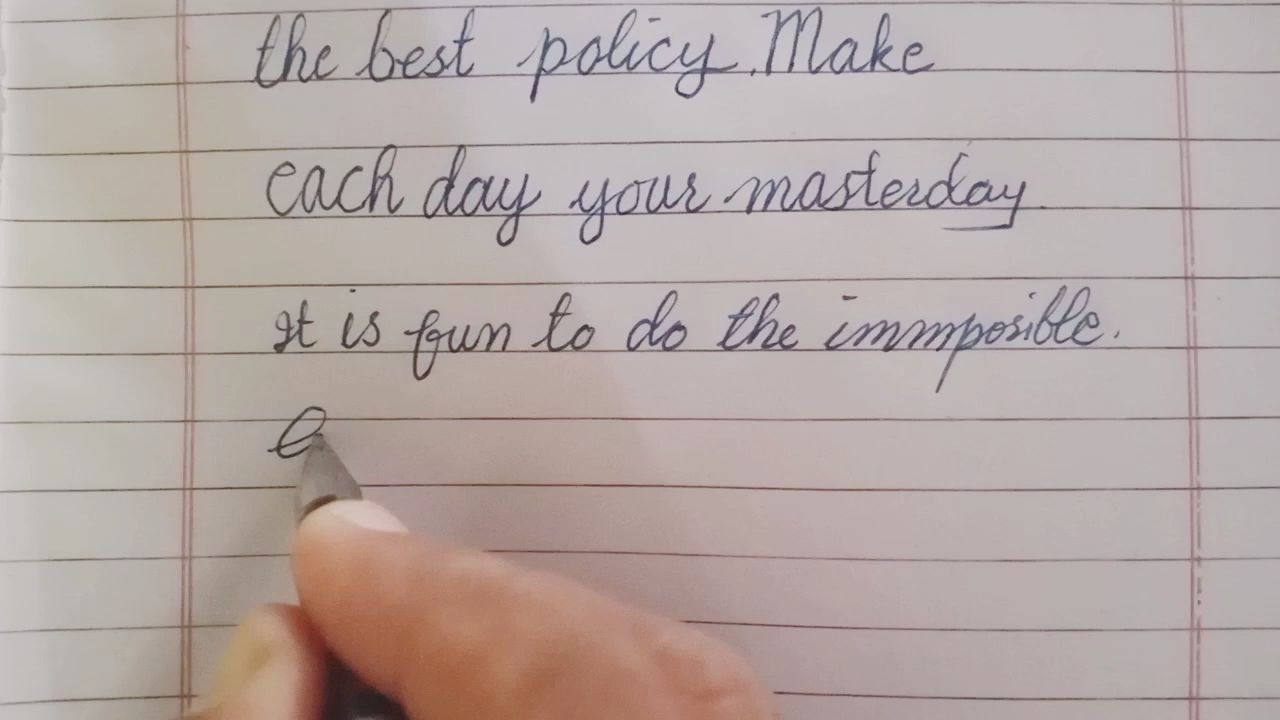 the best policy. Make
each day your masterday
It is fun to do the immposible.
e